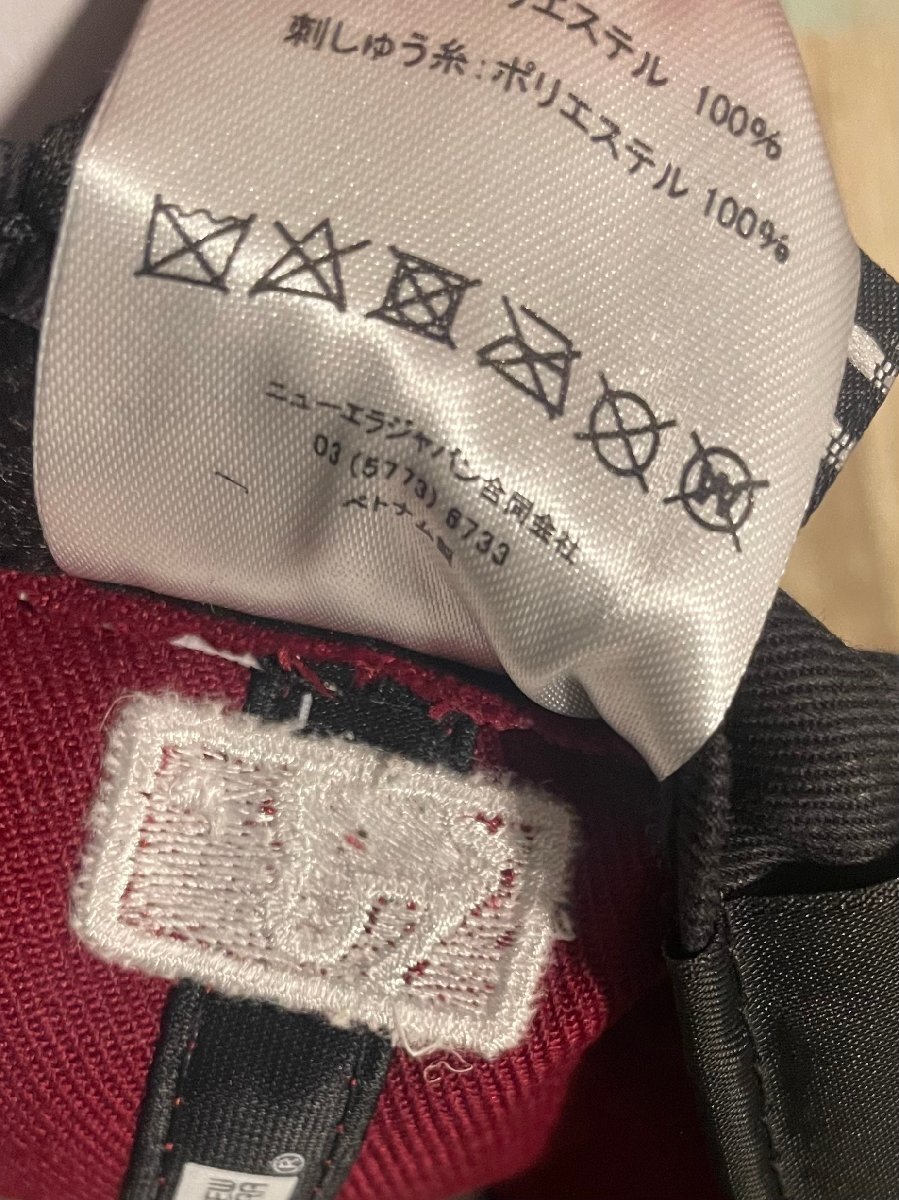 リエステル 100%
刺しゅう糸:ポリエステル 100%
ニューエラジャパン合同会社
03 (5773) 6733
ベトナム製
EW
ERA ®